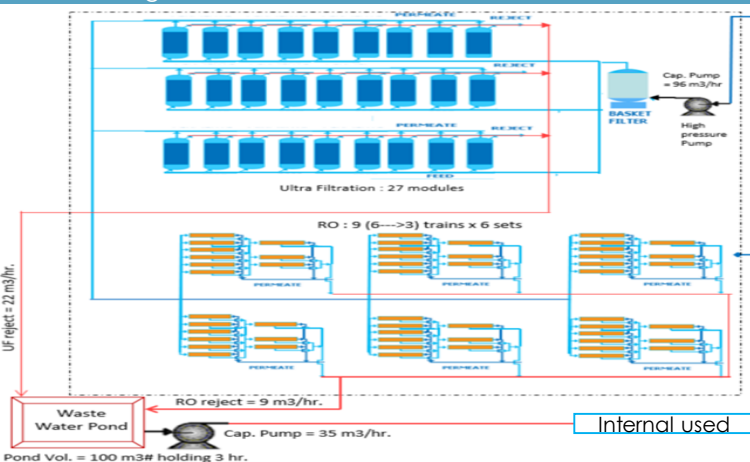 PERMEATE
REJECT
REJECT
Cap. Pump
= 96 m3/hr
BASKET
FILTER
High
pressure
Pump
PERMEATE
REJECT
FEED
Ultra Filtration : 27 modules
RO : 9 (6--->3) trains x 6 sets
UF reject = 22 m3/hr.
PERMEATE
PERMEATE
PERMEATE
PERMEATE
PERMEATE
PERMEATE
RO reject = 9 m3/hr.
Waste
Water Pond
Cap. Pump = 35 m3/hr.
Internal used
Pond Vol. = 100 m3# holding 3 hr.